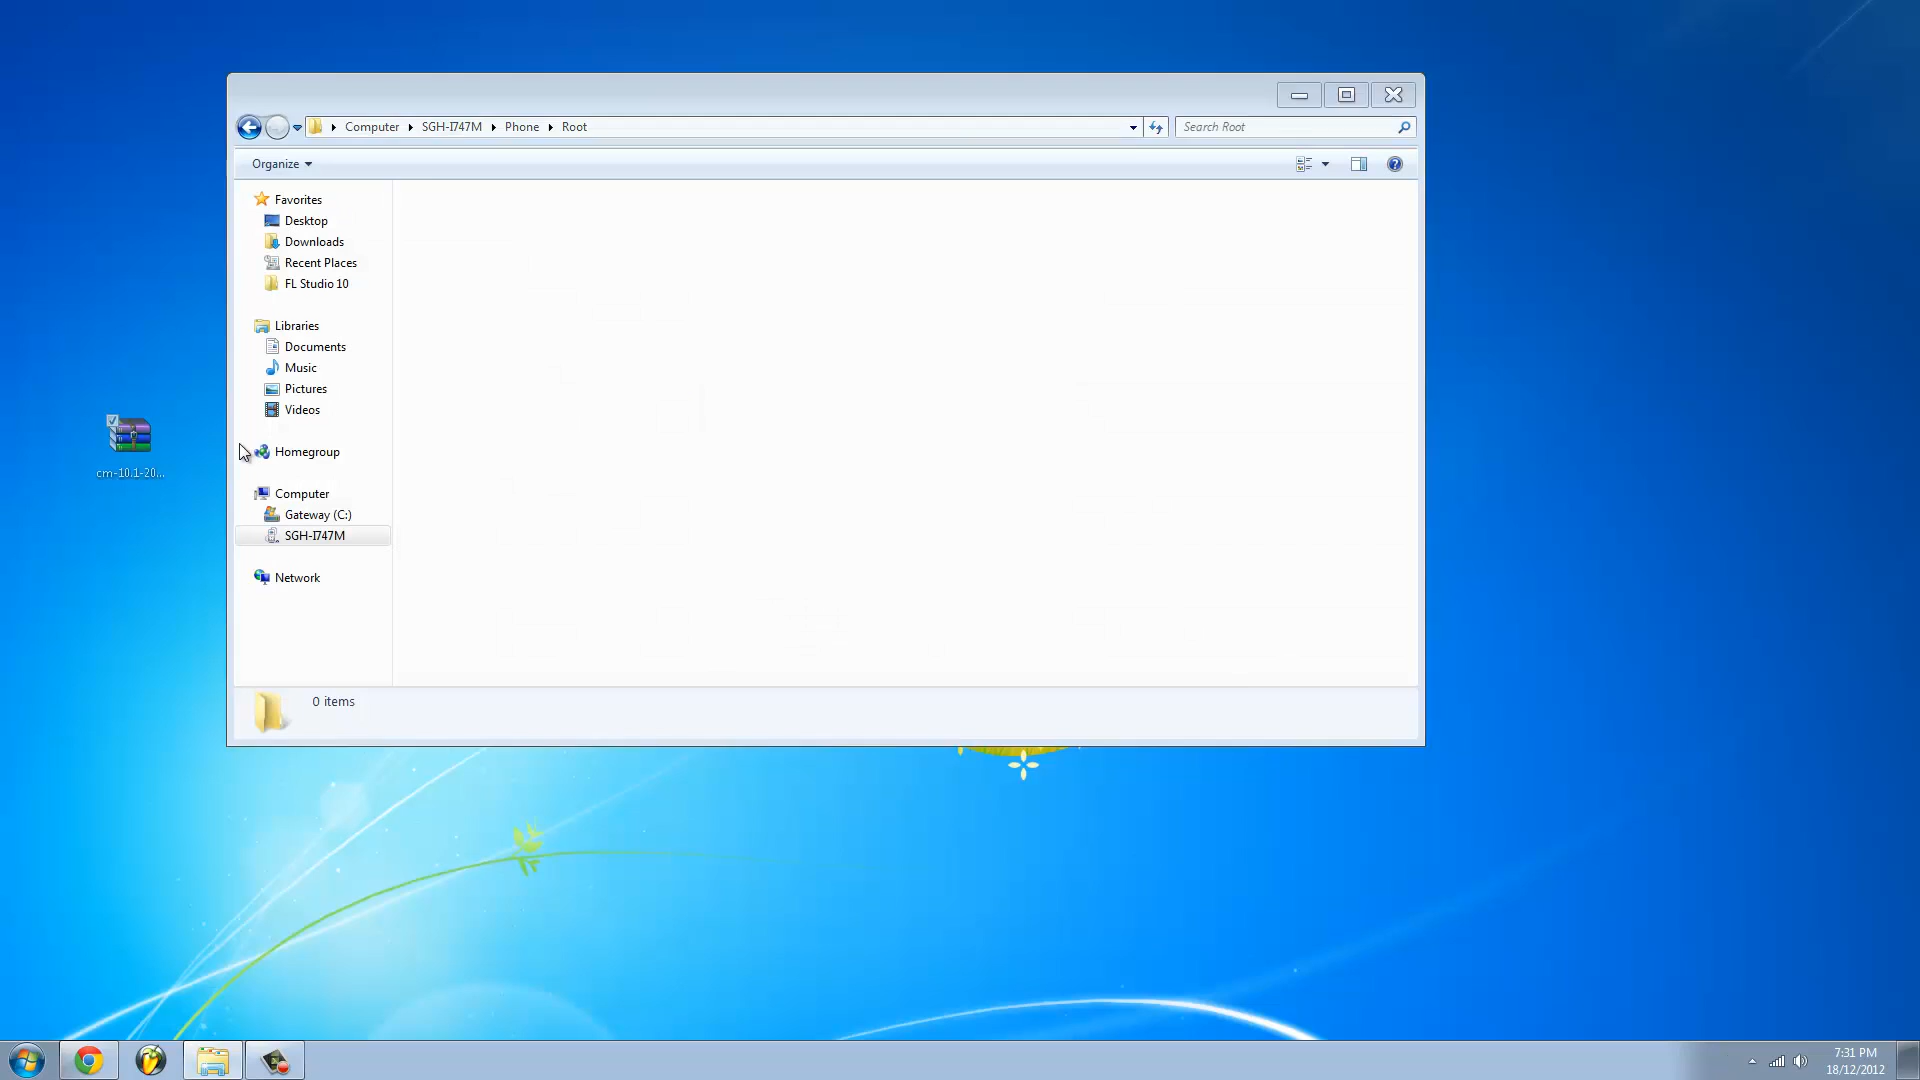 Computer SGH-I747M Phone Root
Search Root
Organize
Favorites
Desktop
Downloads
Recent Places
FL Studio 10
Libraries
Documents
Music
Pictures
Videos
Homegroup
cm-10.1-20...
Computer
Gateway (C:)
SGH-I747M
Network
0 items
7:31 PM
18/12/2012